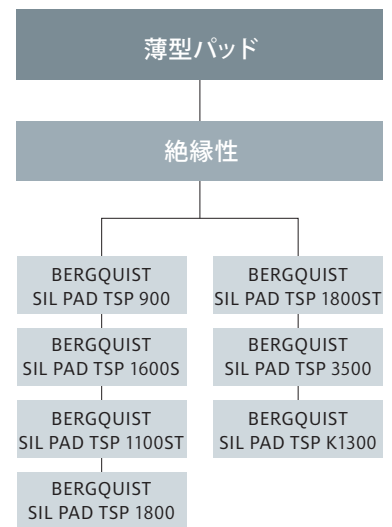 薄型パッド
絶縁性
BERGQUIST
SIL PAD TSP 900
BERGQUIST
SIL PAD TSP 1600S
BERGQUIST
SIL PAD TSP 1100ST
BERGQUIST
SIL PAD TSP 1800
BERGQUIST
SIL PAD TSP 1800ST
BERGQUIST
SIL PAD TSP 3500
BERGQUIST
SIL PAD TSP K1300